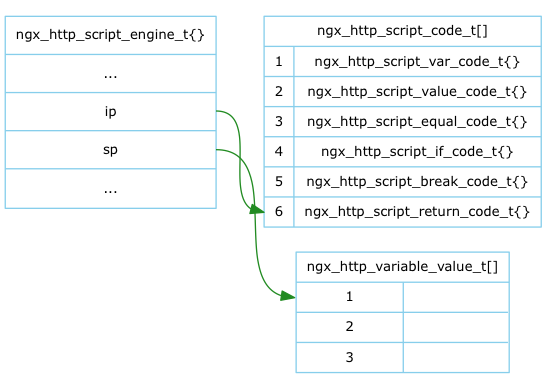 ngx_http_script_engine_t{}
...
ip
sp
...
ngx_http_script_code_t[]
1 ngx_http_script_var_code_t{}
2 ngx_http_script_value_code_t{}
3 ngx_http_script_equal_code_t{}
4 ngx_http_script_if_code_t{}
5 ngx_http_script_break_code_t{}
6 ngx_http_script_return_code_t{}
ngx_http_variable_value_t[]
1
2
3